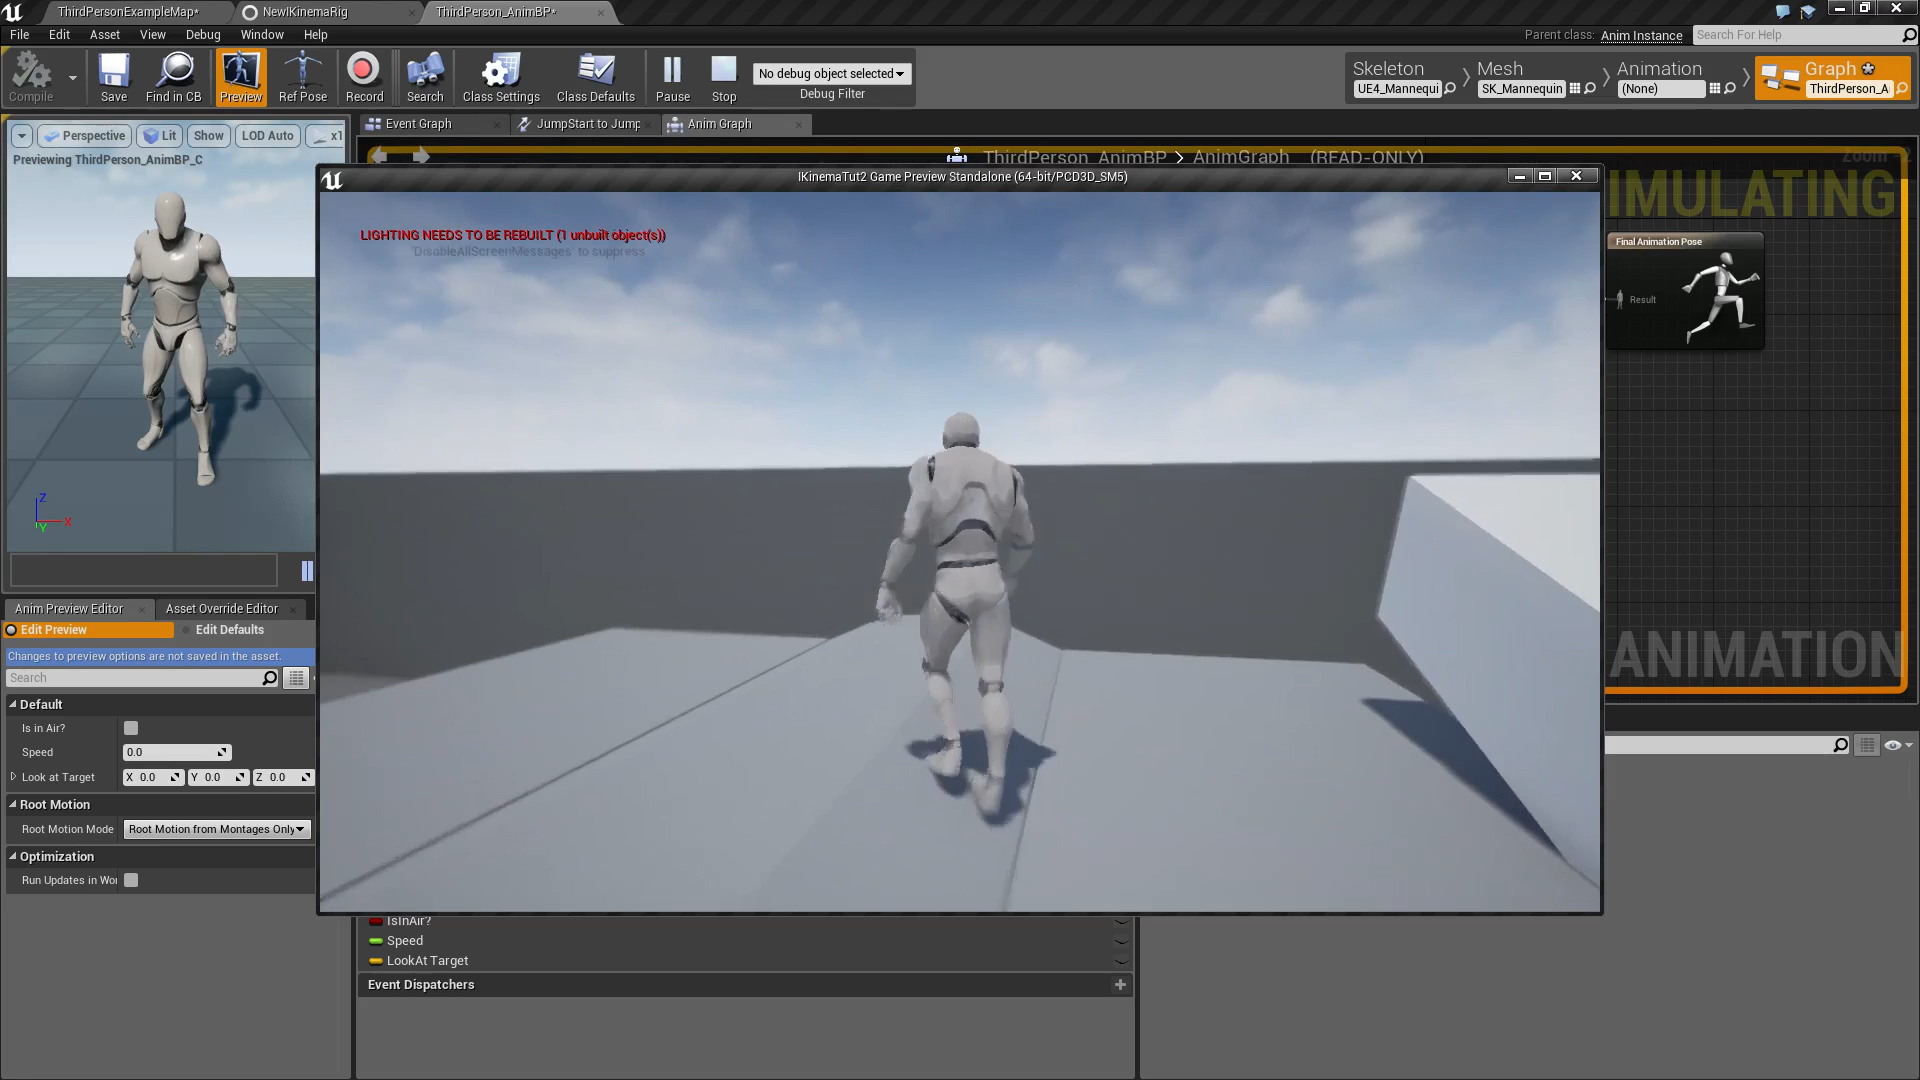 ThirdPersonExampleMap*
NewIKinemaRig
ThirdPerson_AnimBP*
File Edit Asset View Debug Window Help
Parent class: Anim Instance
Search For Help
Compile
Save
Find in CB
Preview
Ref Pose
Record
Search
Class Settings
Class Defaults
Pause
Stop
No debug object selected
Debug Filter
Skeleton
UE4_Mannequi
Mesh
SK_Mannequin
Animation
(None)
Graph
ThirdPerson_A
Perspective Lit Show LOD Auto x1
Previewing ThirdPerson_AnimBP_C
Event Graph
JumpStart to Jump
Anim Graph
ThirdPerson_AnimBP > AnimGraph (READ-ONLY)
Zoom -2
IMULATING
IKinemaTut2 Game Preview Standalone (64-bit/PCD3D_SM5)
LIGHTING NEEDS TO BE REBUILT (1 unbuilt object(s))
'DisableAllScreenMessages' to suppress
Final Animation Pose
Result
ANIMATION
Z
X
Y
Anim Preview Editor
Asset Override Editor
Edit Preview
Edit Defaults
Changes to preview options are not saved in the asset.
Search
Default
Is in Air?
Speed 0.0
Look at Target X 0.0 Y 0.0 Z 0.0
Root Motion
Root Motion Mode Root Motion from Montages Only
Optimization
Run Updates in Wor
IsInAir?
Speed
LookAt Target
Event Dispatchers